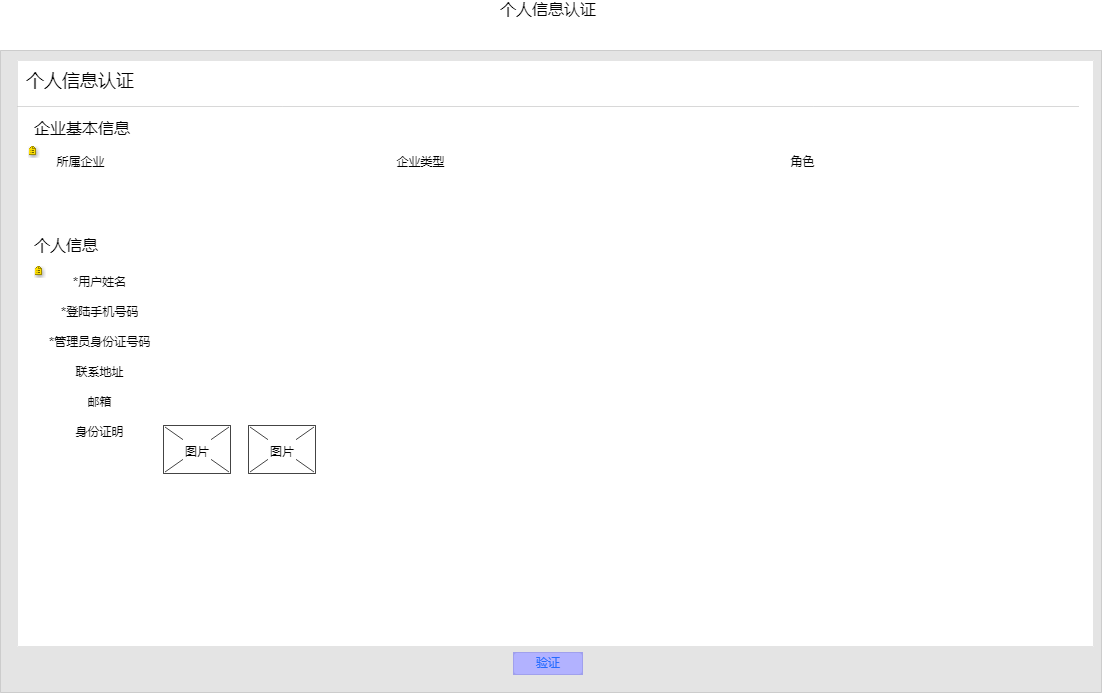 个人信息认证
个人信息认证
企业基本信息
所属企业 企业类型 角色
个人信息
*用户姓名
*登陆手机号码
*管理员身份证号码
联系地址
邮箱
身份证明
图片 图片
验证